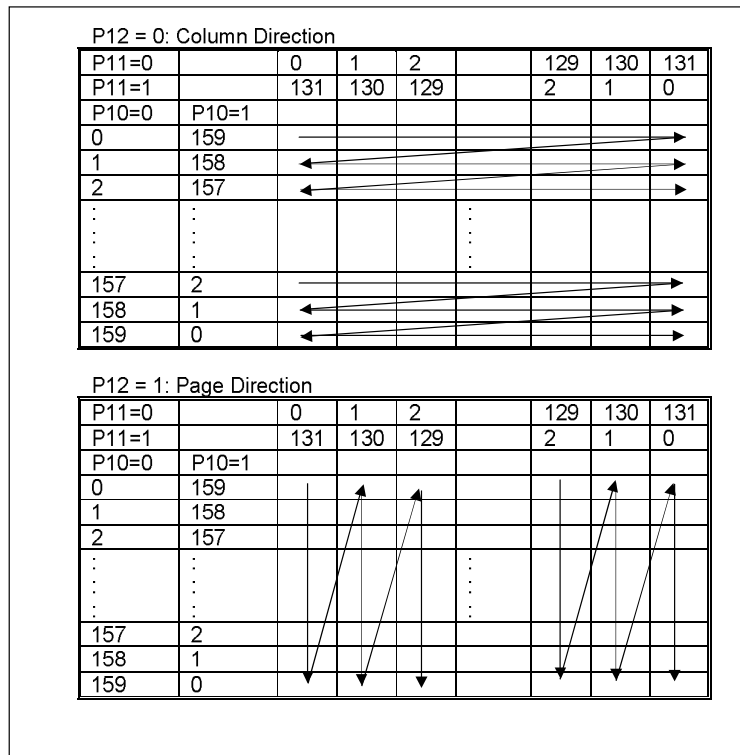 P12 = 0: Column Direction
P11=0 0 1 2 129 130 131
P11=1 131 130 129 2 1 0
P10=0 P10=1
0 159
1 158
2 157
157 2
158 1
159 0
P12 = 1: Page Direction
P11=0 0 1 2 129 130 131
P11=1 131 130 129 2 1 0
P10=0 P10=1
0 159
1 158
2 157
157 2
158 1
159 0